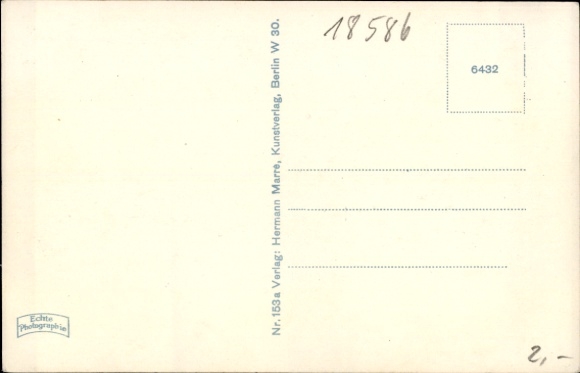 18586
6432
Nr. 153a Verlag: Hermann Marre, Kunstverlag, Berlin W 30.
Echte
Photographie
2,-